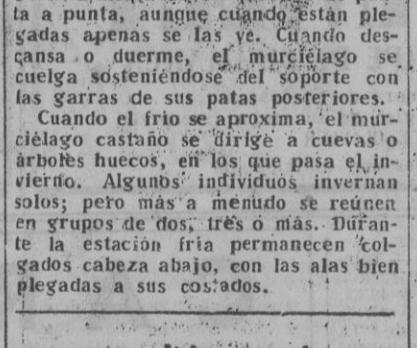 ta a punta, aunque cuando están ple-
gadas apenas se las ve. Cuando des-
cansa o duerme, el murciélago se
cuelga sosteniéndose del soporte con
las garras de sus patas posteriores.
Cuando el frio se aproxima, el mur-
ciélago castaño se dirige a cuevas o
árboles huecos, en los que pasa el in-
vierno. Algunos individuos invernan
solos; pero más a menudo se reúnen
en grupos de dos, tres ó más. Duran-
te la estación fria permanecen col-
gados cabeza abajo, con las alas bien
plegadas a sus costados.